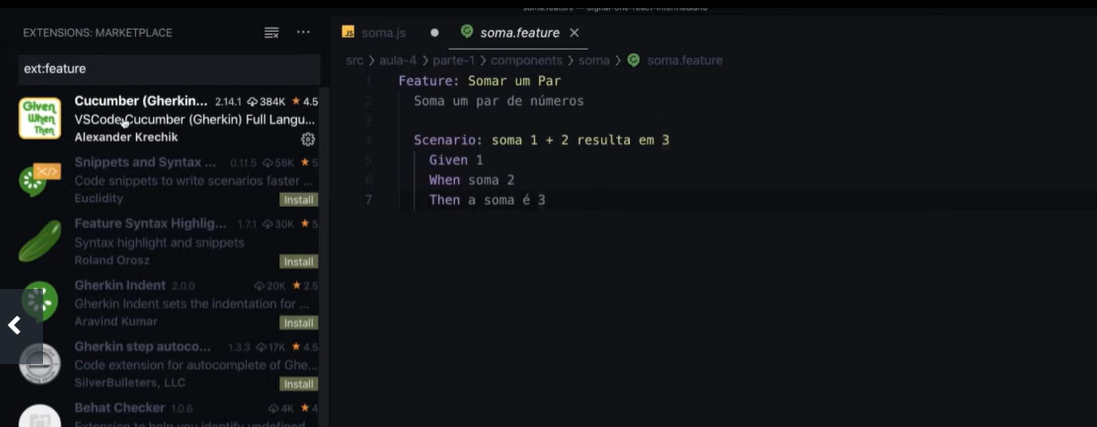 soma.feature — digital-one-react-intermediario
EXTENSIONS: MARKETPLACE
ext:feature
Given When Then
Cucumber (Gherkin... 2.14.1 384K ★4.5
VSCode Cucumber (Gherkin) Full Langu...
Alexander Krechik
Snippets and Syntax ... 0.11.5 56K ★5
Code snippets to write scenarios faster ...
Euclidity Install
Feature Syntax Highlig... 1.7.1 30K ★5
Syntax highlight and snippets
Roland Orosz Install
Gherkin Indent 2.0.0 20K ★2.5
Gherkin Indent sets the indentation for ...
Aravind Kumar Install
Gherkin step autoco... 1.3.3 17K ★4.5
Code extension for autocomplete of Ghe...
SilverBulleters, LLC Install
Behat Checker 1.0.6 4K ★4
Extension to help you identify undefined
JS soma.js ● soma.feature ×
src > aula-4 > parte-1 > components > soma > soma.feature
1 Feature: Somar um Par
2 Soma um par de números
3
4 Scenario: soma 1 + 2 resulta em 3
5 Given 1
6 When soma 2
7 Then a soma é 3